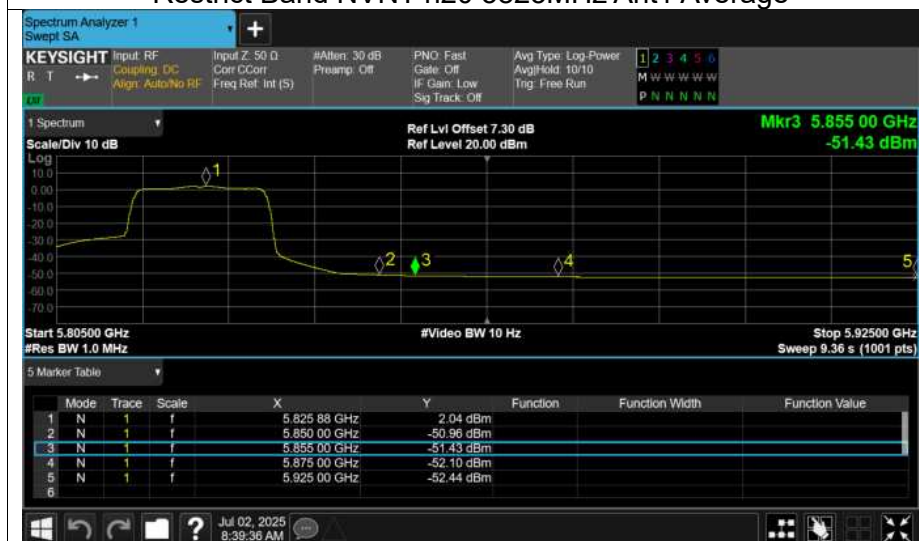 Restrict Band NVNT n20 5825MHz Ant1 Average
Spectrum Analyzer 1
Swept SA
+
KEYSIGHT Input: RF Input Z: 50 Ω #Atten: 30 dB PNO: Fast Avg Type: Log-Power 1 2 3 4 5 6
R T Coupling: DC Corr CCorr Preamp: Off Gate: Off Avg|Hold: 10/10 M W W W W W
Align: Auto/No RF Freq Ref: Int (S) IF Gain: Low Trig: Free Run
Sig Track: Off P N N N N N
1 Spectrum Ref Lvl Offset 7.30 dB Mkr3 5.855 00 GHz
Scale/Div 10 dB Ref Level 20.00 dBm -51.43 dBm
Log
10.0
0.00
-10.0
-20.0
-30.0
-40.0
-50.0
-60.0
-70.0
1
2 3 4 5
Start 5.80500 GHz #Video BW 10 Hz Stop 5.92500 GHz
#Res BW 1.0 MHz Sweep 9.36 s (1001 pts)
5 Marker Table
Mode Trace Scale X Y Function Function Width Function Value
1 N 1 f 5.825 88 GHz 2.04 dBm
2 N 1 f 5.850 00 GHz -50.96 dBm
3 N 1 f 5.855 00 GHz -51.43 dBm
4 N 1 f 5.875 00 GHz -52.10 dBm
5 N 1 f 5.925 00 GHz -52.44 dBm
6
? Jul 02, 2025
8:39:36 AM